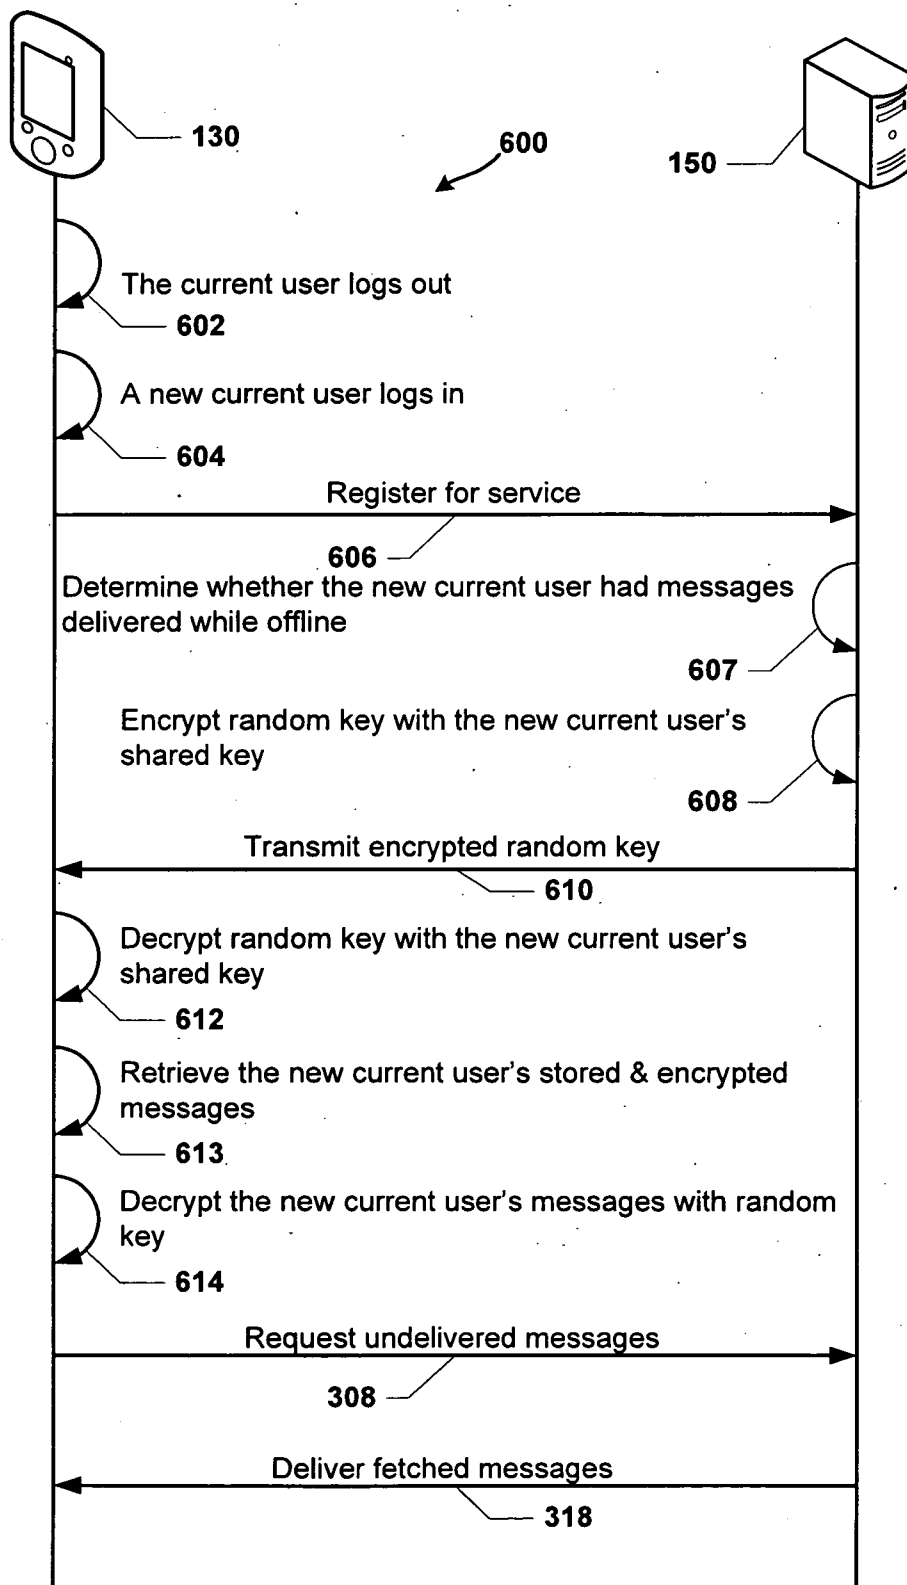 130
600
150
The current user logs out
602
A new current user logs in
604
Register for service
606
Determine whether the new current user had messages
delivered while offline
607
Encrypt random key with the new current user's
shared key
608
Transmit encrypted random key
610
Decrypt random key with the new current user's
shared key
612
Retrieve the new current user's stored & encrypted
messages
613
Decrypt the new current user's messages with random
key
614
Request undelivered messages
308
Deliver fetched messages
318